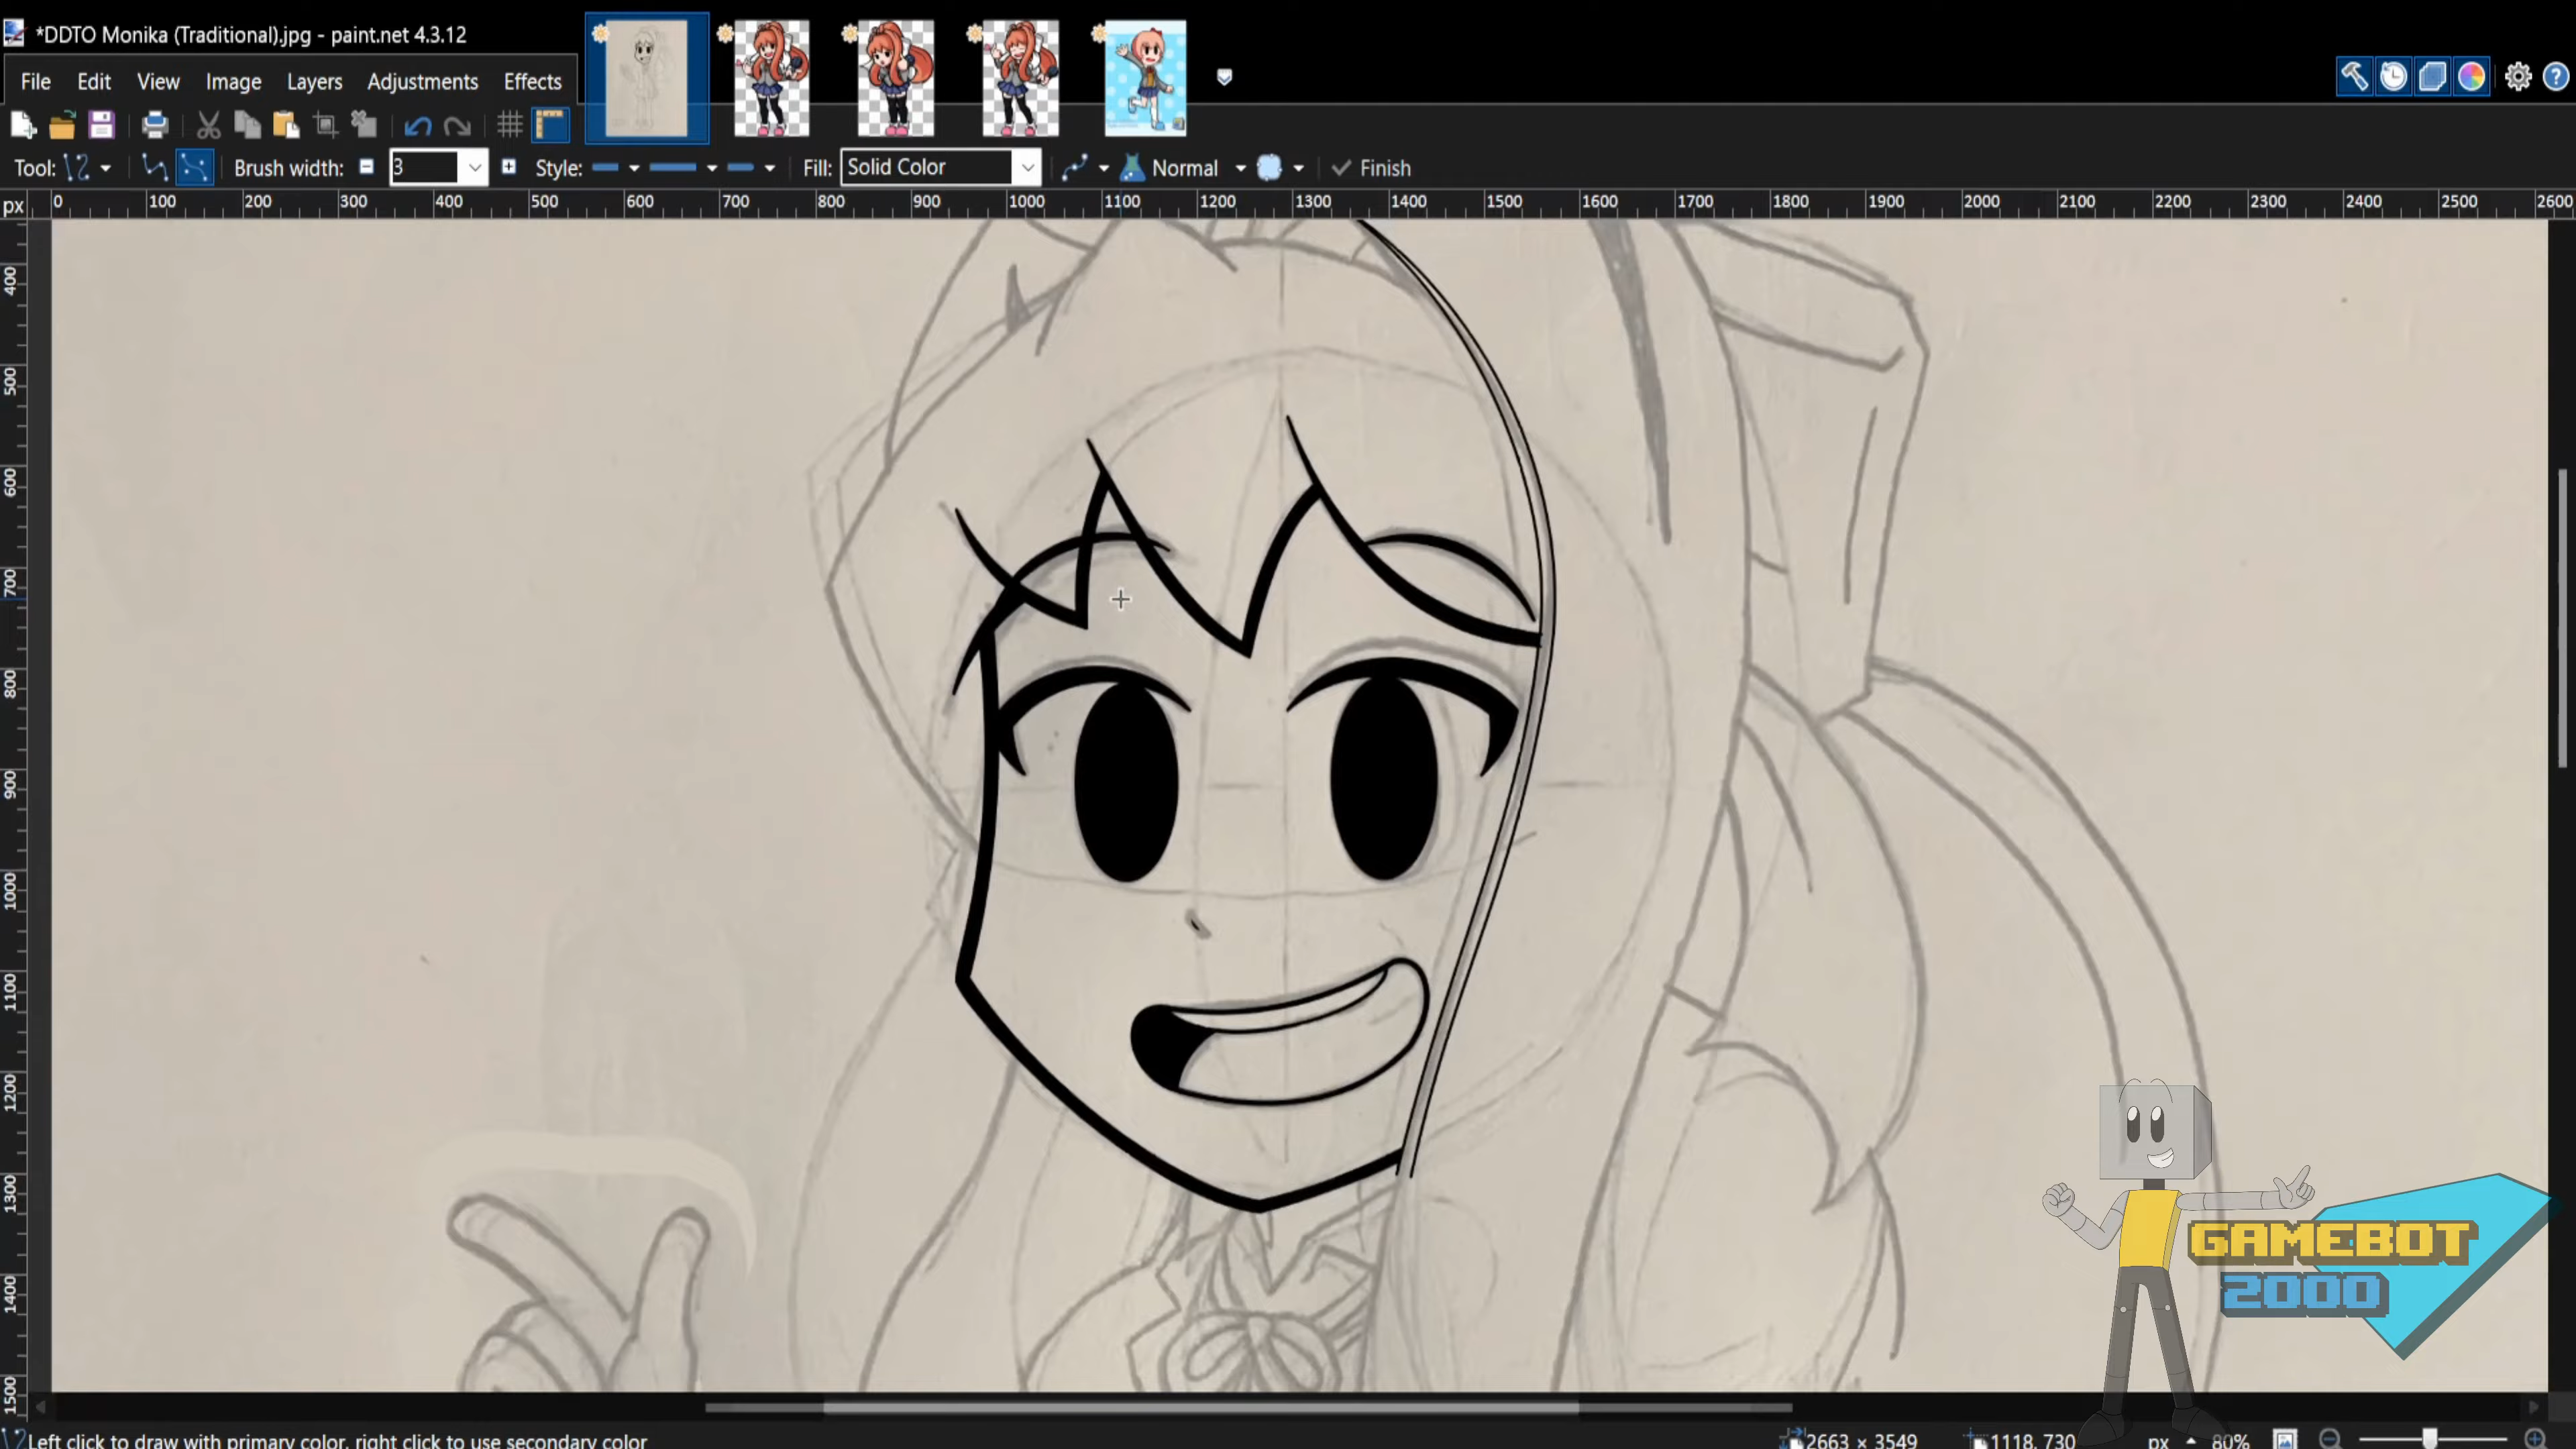 *DDTO Monika (Traditional).jpg - paint.net 4.3.12
File Edit View Image Layers Adjustments Effects
Tool: Brush width: 3 Style: Fill: Solid Color Normal Finish
px 0 100 200 300 400 500 600 700 800 900 1000 1100 1200 1300 1400 1500 1600 1700 1800 1900 2000 2100 2200 2300 2400 2500 2600
400
500
600
700
800
900
1000
1100
1200
1300
1400
1500
GAMEBOT
2000
Left click to draw with primary color, right click to use secondary color 2663 × 3549 1118, 730 px 80%